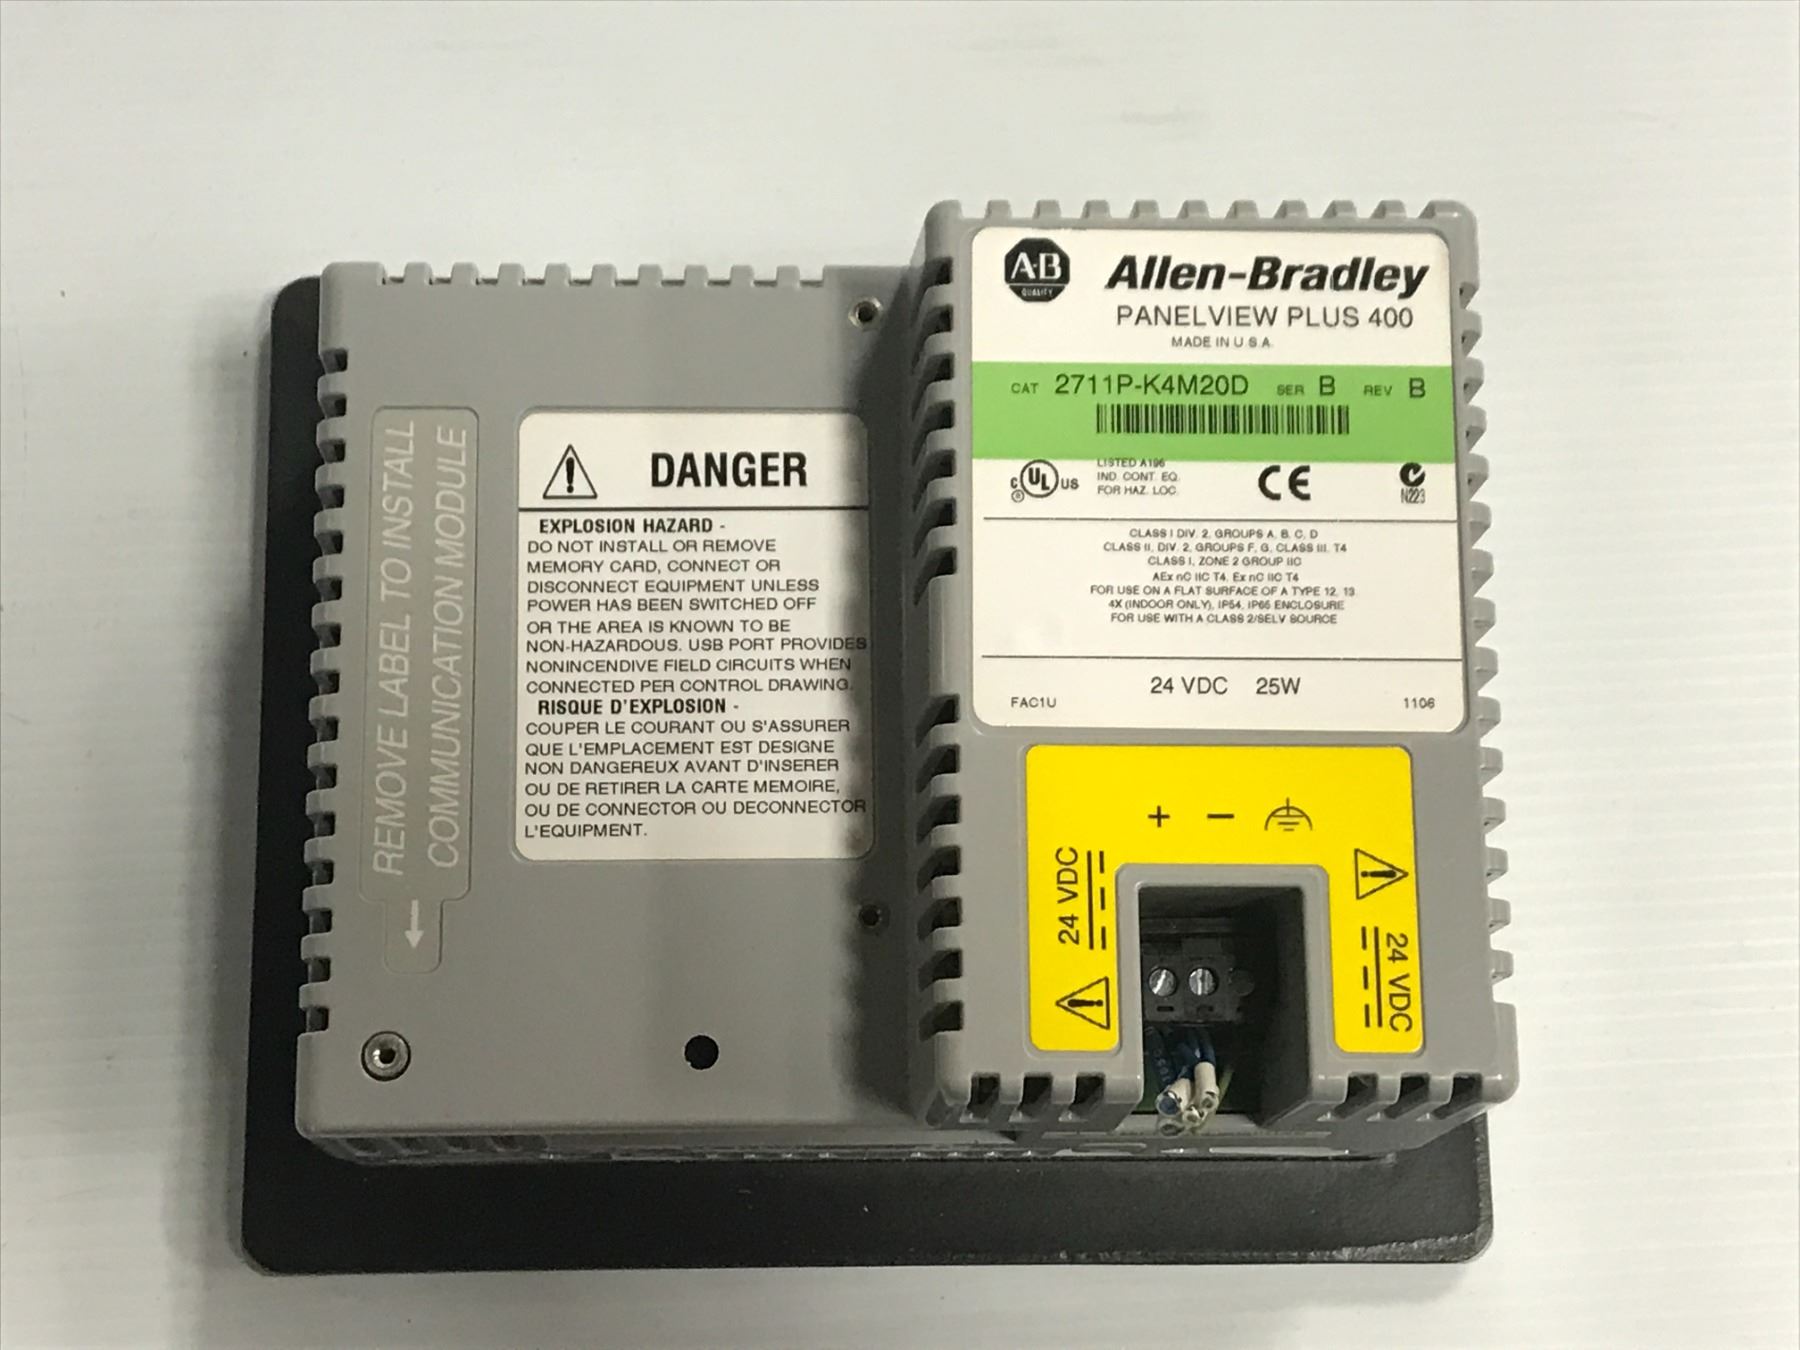 REMOVE LABEL TO INSTALL
COMMUNICATION MODULE
DANGER
EXPLOSION HAZARD -
DO NOT INSTALL OR REMOVE
MEMORY CARD, CONNECT OR
DISCONNECT EQUIPMENT UNLESS
POWER HAS BEEN SWITCHED OFF
OR THE AREA IS KNOWN TO BE
NON-HAZARDOUS. USB PORT PROVIDES
NONINCENDIVE FIELD CIRCUITS WHEN
CONNECTED PER CONTROL DRAWING.
RISQUE D'EXPLOSION -
COUPER LE COURANT OU S'ASSURER
QUE L'EMPLACEMENT EST DESIGNE
NON DANGEREUX AVANT D'INSERER
OU DE RETIRER LA CARTE MEMOIRE,
OU DE CONNECTOR OU DECONNECTOR
L'EQUIPMENT.
A·B
QUALITY
Allen-Bradley
PANELVIEW PLUS 400
MADE IN U.S.A.
CAT 2711P-K4M20D SER B REV B
C UL US ®
LISTED A196
IND. CONT. EQ.
FOR HAZ. LOC.
CE
N223
CLASS I DIV. 2, GROUPS A, B, C, D
CLASS II, DIV. 2, GROUPS F, G, CLASS III, T4
CLASS I, ZONE 2 GROUP IIC
AEx nC IIC T4, Ex nC IIC T4
FOR USE ON A FLAT SURFACE OF A TYPE 12, 13,
4X (INDOOR ONLY), IP54, IP65 ENCLOSURE
FOR USE WITH A CLASS 2/SELV SOURCE
24 VDC 25W
FAC1U 1106
+ −
24 VDC
24 VDC